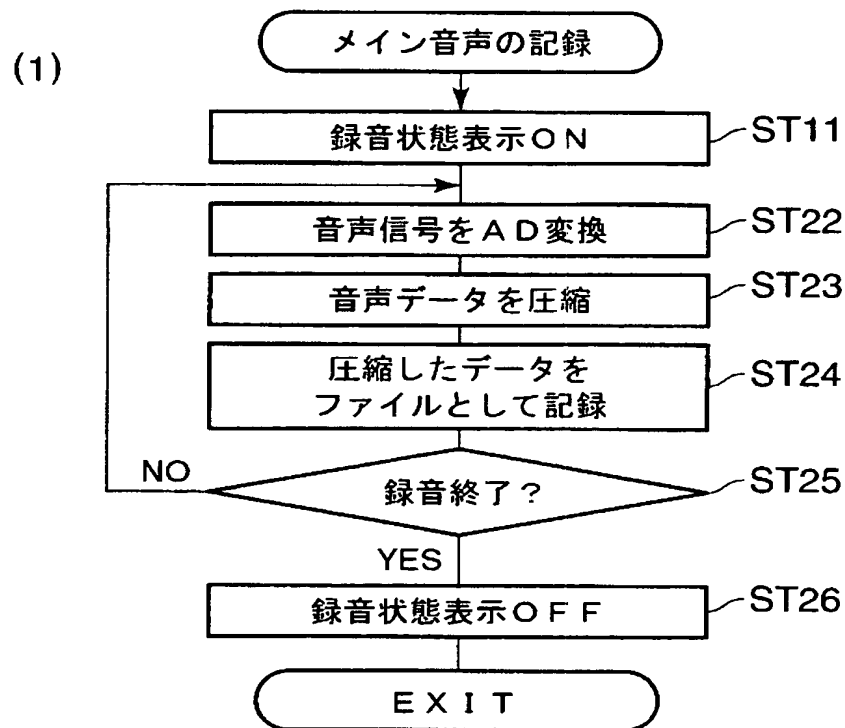 メイン音声の記録
(1)
録音状態表示ON
ST11
音声信号をAD変換
ST22
音声データを圧縮
ST23
圧縮したデータを
ファイルとして記録
ST24
NO
録音終了?
ST25
YES
録音状態表示OFF
ST26
EXIT